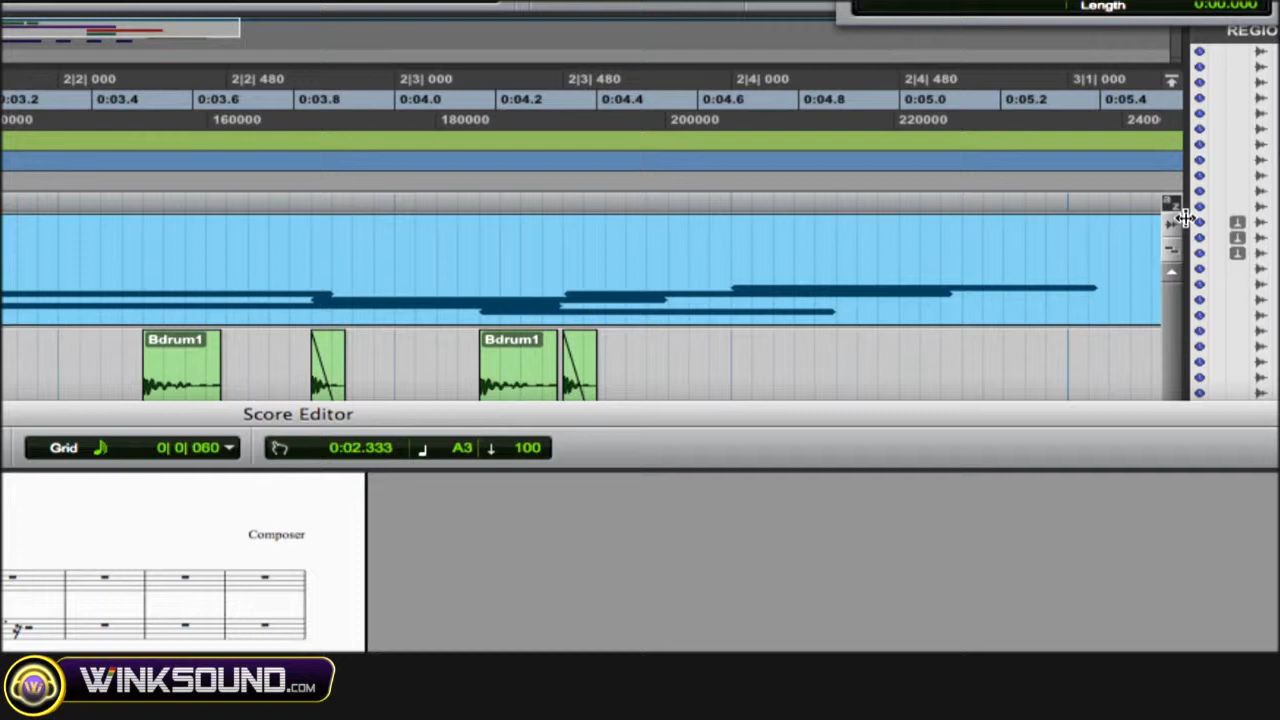 Length 0:00.000
REGIO
2|2| 000 2|2| 480 2|3| 000 2|3| 480 2|4| 000 2|4| 480 3|1| 000
0:03.2 0:03.4 0:03.6 0:03.8 0:04.0 0:04.2 0:04.4 0:04.6 0:04.8 0:05.0 0:05.2 0:05.4
0000 160000 180000 200000 220000 2400
a
z
Bdrum1 Bdrum1
Score Editor
Grid 0| 0| 060 0:02.333 A3 100
Composer
WINKSOUND.COM